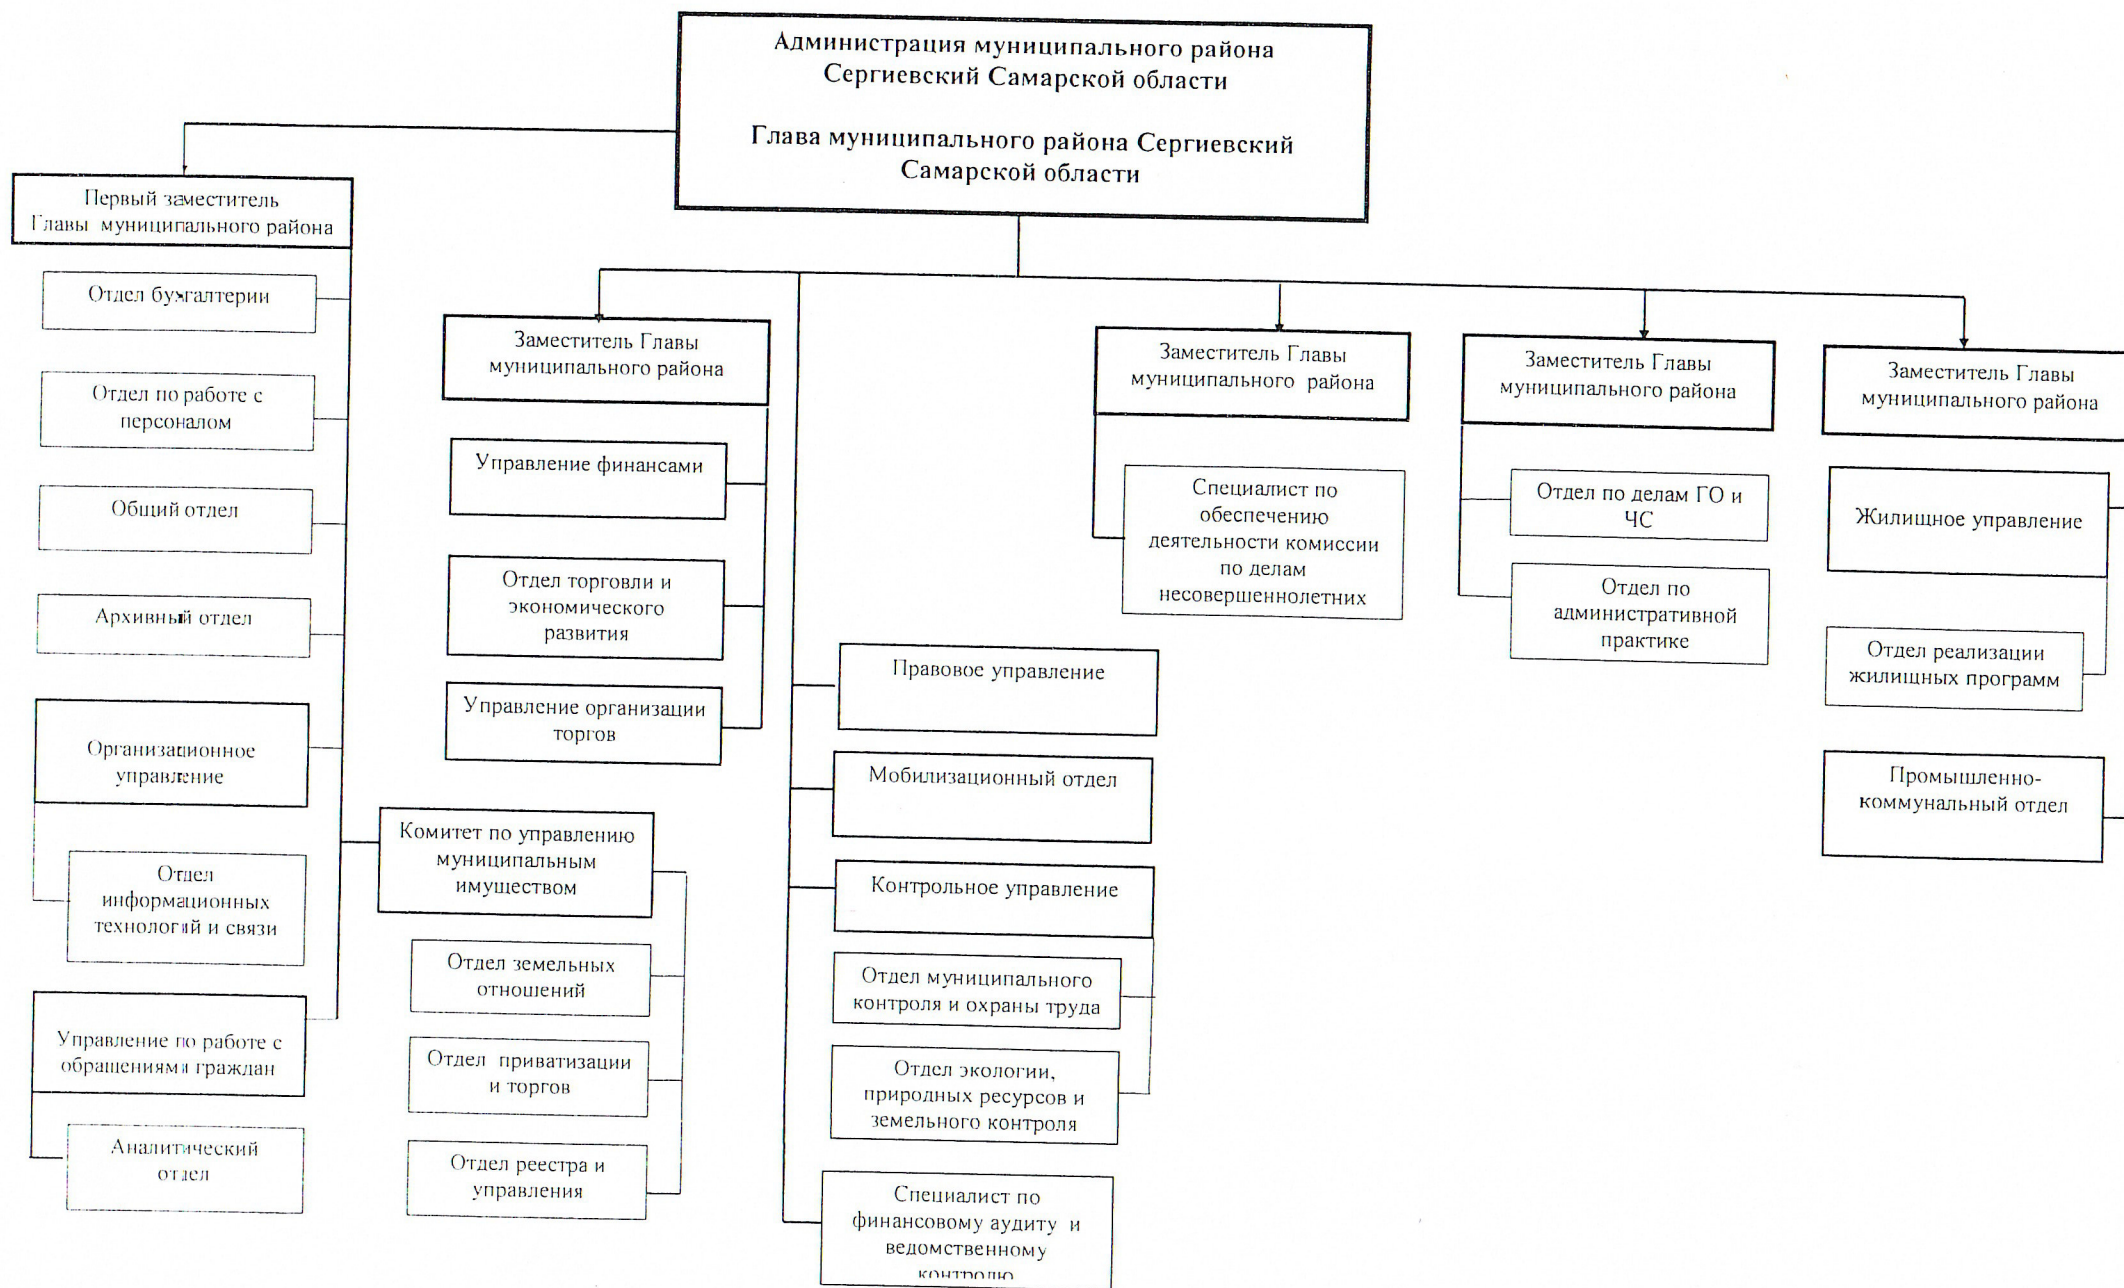 Администрация муниципального района
Сергиевский Самарской области
Глава муниципального района Сергиевский
Самарской области
Первый заместитель
Главы муниципального района
Отдел бухгалтерии
Отдел по работе с
персоналом
Общий отдел
Архивный отдел
Организационное
управление
Отдел
информационных
технологий и связи
Управление по работе с
обращениями граждан
Аналитический
отдел
Комитет по управлению
муниципальным
имуществом
Отдел земельных
отношений
Отдел приватизации
и торгов
Отдел реестра и
управления
Заместитель Главы
муниципального района
Управление финансами
Отдел торговли и
экономического
развития
Управление организации
торгов
Правовое управление
Мобилизационный отдел
Контрольное управление
Отдел муниципального
контроля и охраны труда
Отдел экологии,
природных ресурсов и
земельного контроля
Специалист по
финансовому аудиту и
ведомственному
контролю
Заместитель Главы
муниципального района
Специалист по
обеспечению
деятельности комиссии
по делам
несовершеннолетних
Заместитель Главы
муниципального района
Отдел по делам ГО и
ЧС
Отдел по
административной
практике
Заместитель Главы
муниципального района
Жилищное управление
Отдел реализации
жилищных программ
Промышленно-
коммунальный отдел